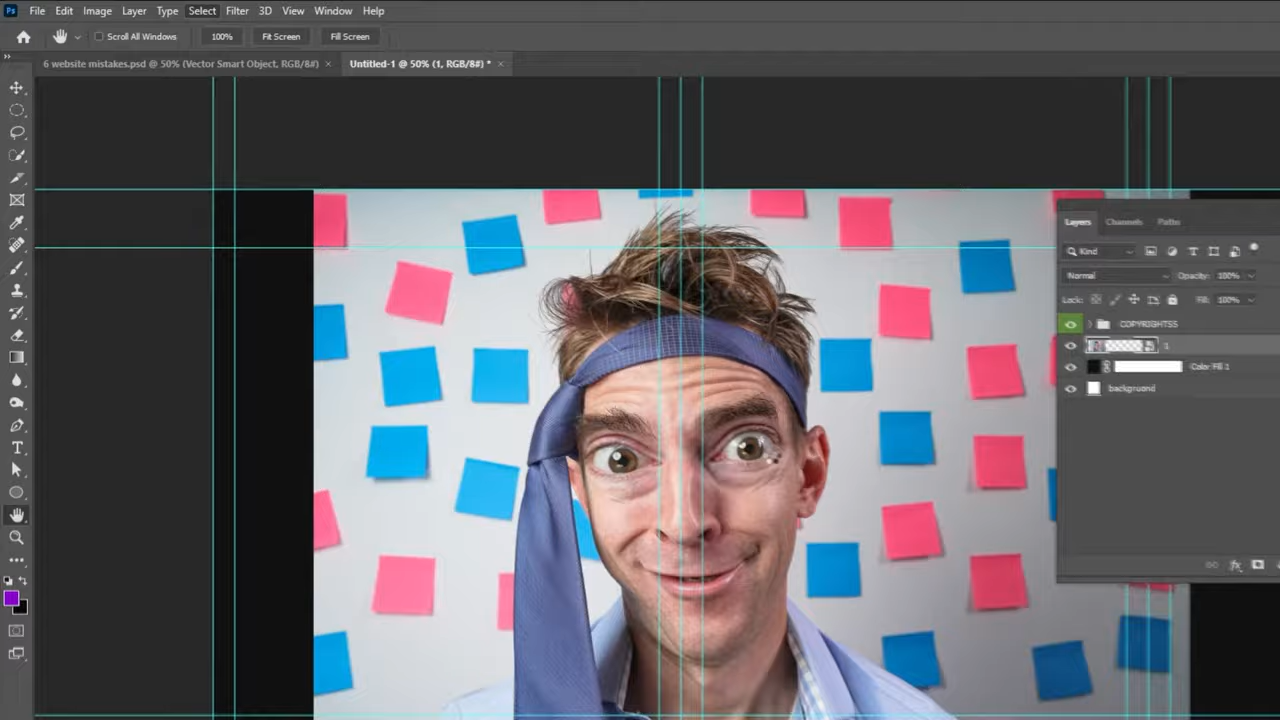 Ps File Edit Image Layer Type Select Filter 3D View Window Help
Scroll All Windows 100% Fit Screen Fill Screen
6 website mistakes.psd @ 50% (Vector Smart Object, RGB/8#) × Untitled-1 @ 50% (1, RGB/8#) * ×
Layers Channels Paths
Kind
Normal Opacity: 100%
Lock: Fill: 100%
COPYRIGHTSS
1
Color Fill 1
background
fx